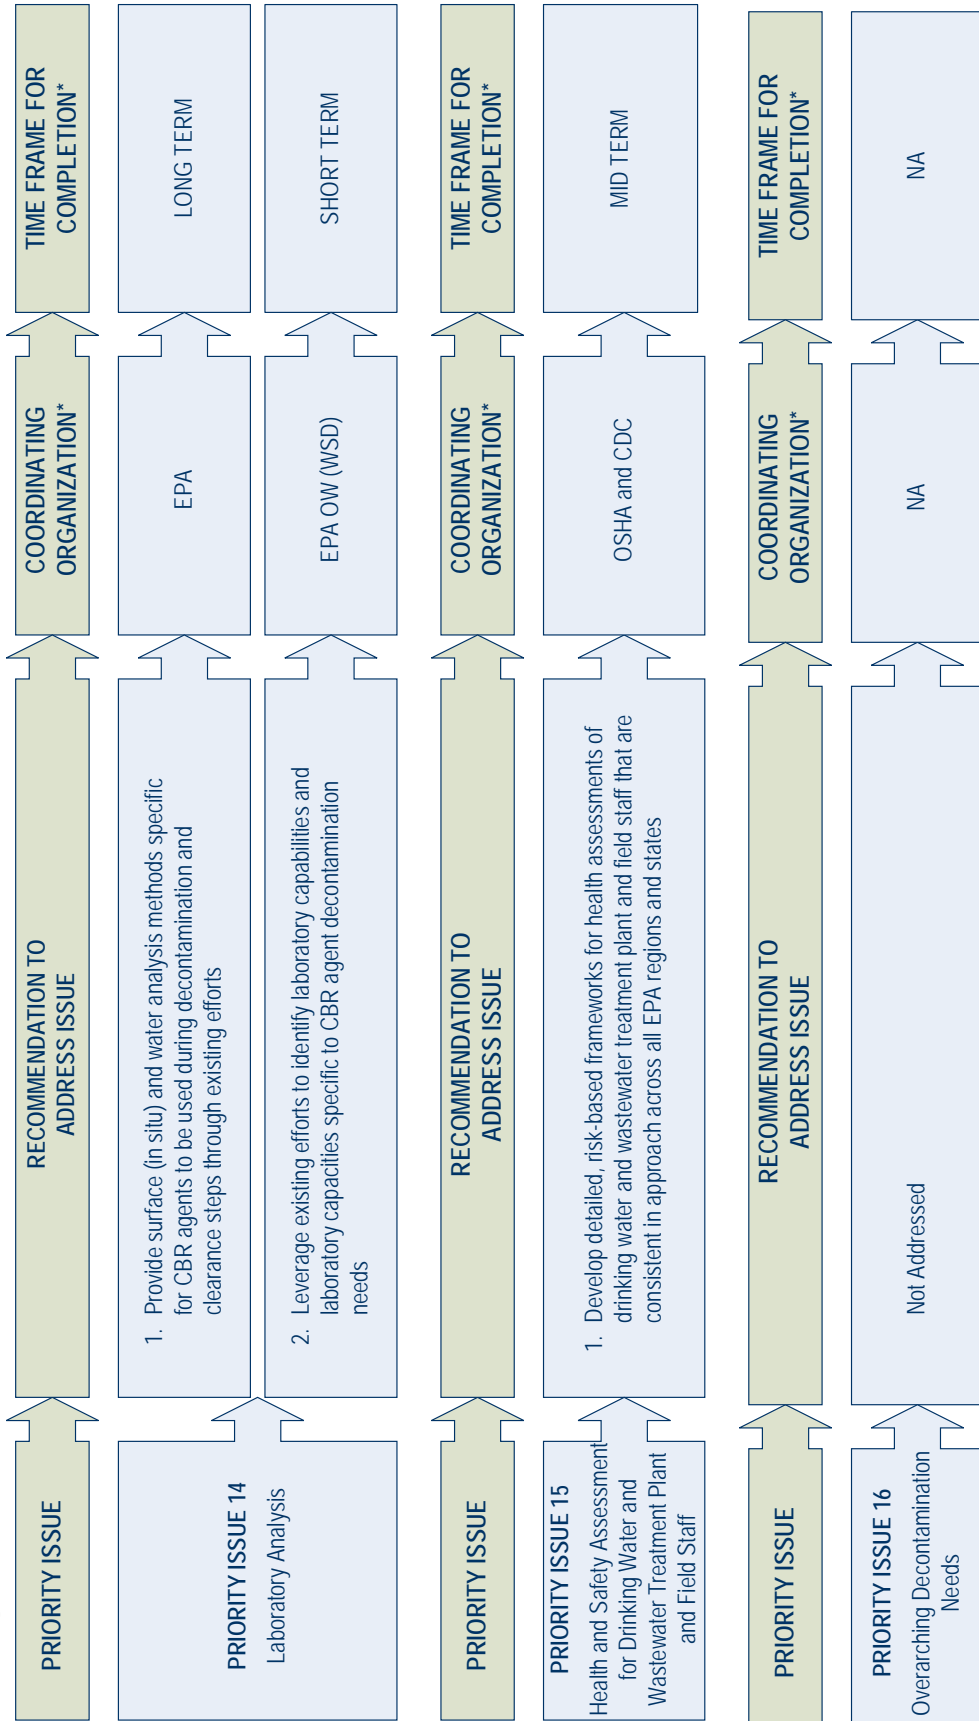 PRIORITY ISSUE
RECOMMENDATION TO
ADDRESS ISSUE
COORDINATING
ORGANIZATION*
TIME FRAME FOR
COMPLETION*
PRIORITY ISSUE 14
Laboratory Analysis
1. Provide surface (in situ) and water analysis methods specific
for CBR agents to be used during decontamination and
clearance steps through existing efforts
EPA
LONG TERM
2. Leverage existing efforts to identify laboratory capabilities and
laboratory capacities specific to CBR agent decontamination
needs
EPA OW (WSD)
SHORT TERM
PRIORITY ISSUE
RECOMMENDATION TO
ADDRESS ISSUE
COORDINATING
ORGANIZATION*
TIME FRAME FOR
COMPLETION*
PRIORITY ISSUE 15
Health and Safety Assessment
for Drinking Water and
Wastewater Treatment Plant
and Field Staff
1. Develop detailed, risk-based frameworks for health assessments of
drinking water and wastewater treatment plant and field staff that are
consistent in approach across all EPA regions and states
OSHA and CDC
MID TERM
PRIORITY ISSUE
RECOMMENDATION TO
ADDRESS ISSUE
COORDINATING
ORGANIZATION*
TIME FRAME FOR
COMPLETION*
PRIORITY ISSUE 16
Overarching Decontamination
Needs
Not Addressed
NA
NA